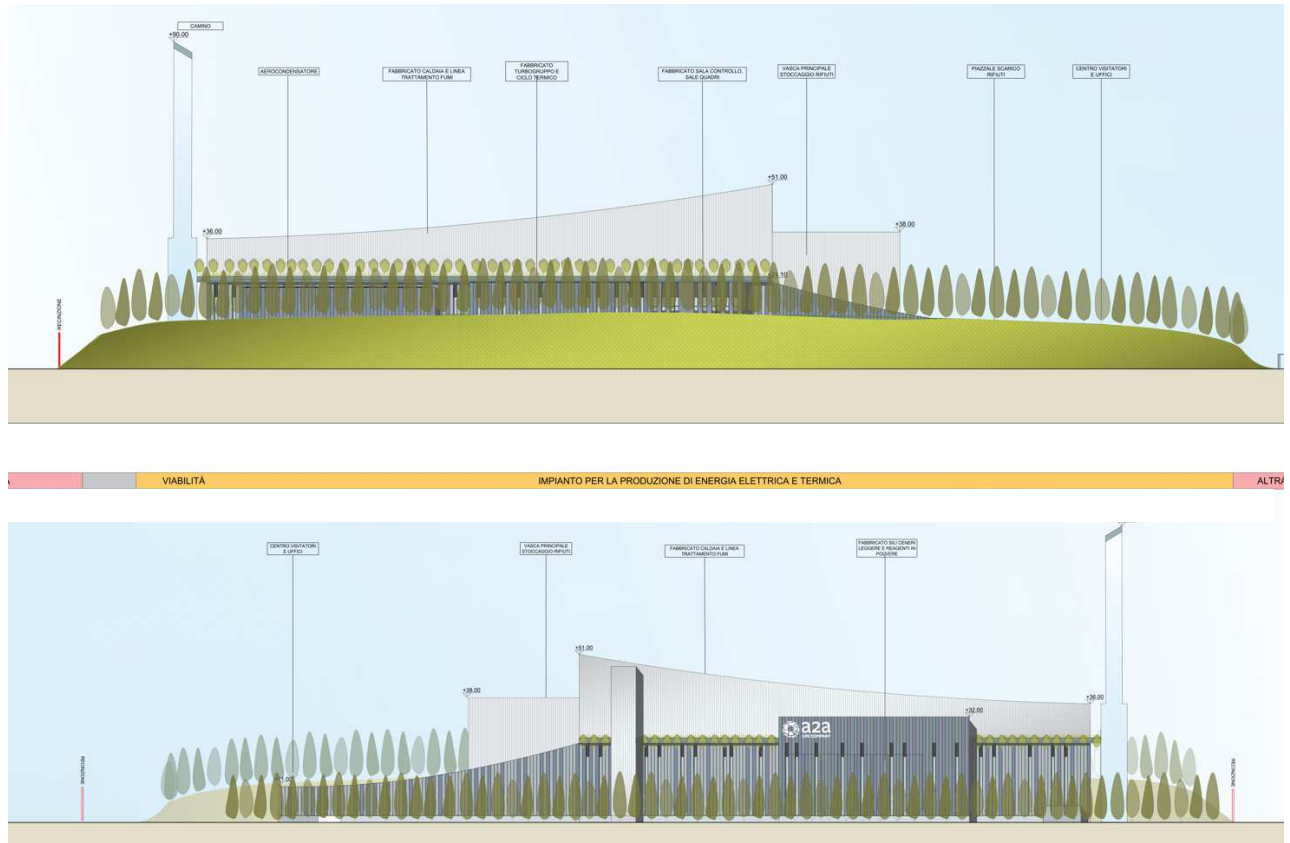 CAMINO
+90.00
AEROCONDENSATORE
FABBRICATO CALDAIA E LINEA
TRATTAMENTO FUMI
FABBRICATO
TURBOGRUPPO E
CICLO TERMICO
FABBRICATO SALA CONTROLLO,
SALE QUADRI
VASCA PRINCIPALE
STOCCAGGIO RIFIUTI
PIAZZALE SCARICO
RIFIUTI
CENTRO VISITATORI
E UFFICI
+51.00
+36.00
+38.00
RECINZIONE
VIABILITÀ
IMPIANTO PER LA PRODUZIONE DI ENERGIA ELETTRICA E TERMICA
ALTRA
CENTRO VISITATORI
E UFFICI
VASCA PRINCIPALE
STOCCAGGIO RIFIUTI
FABBRICATO CALDAIA E LINEA
TRATTAMENTO FUMI
FABBRICATO SILI CENERI
LEGGERE E REAGENTI IN
POLVERE
+51.00
+38.00
+36.00
+32.00
a2a
LIFE COMPANY
RECINZIONE
RECINZIONE